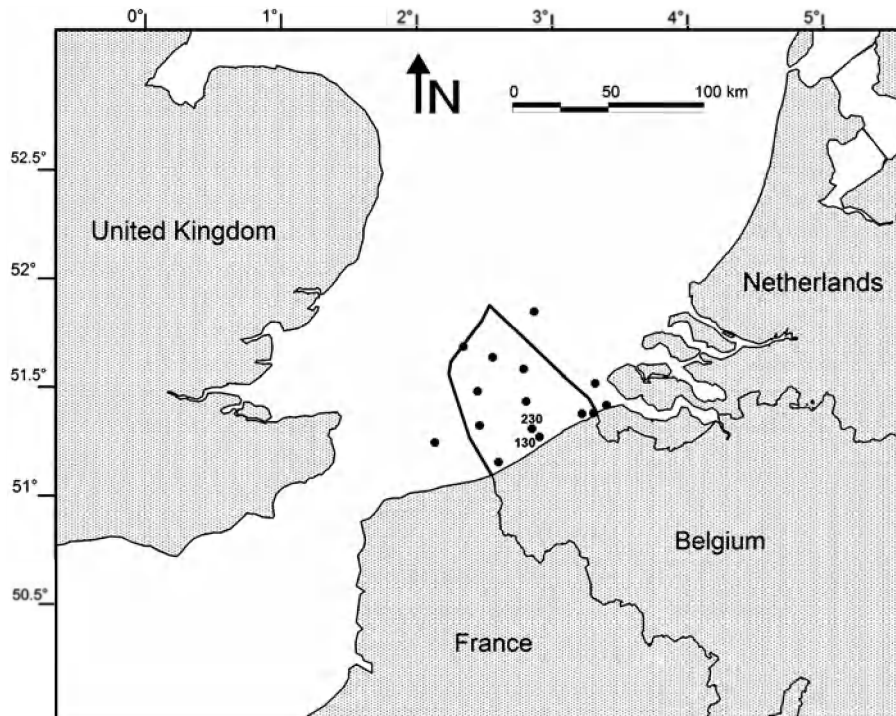 0° 1° 2° 3° 4° 5°
N
0 50 100 km
52.5°
United Kingdom
52°
Netherlands
51.5°
230
130
51°
Belgium
50.5°
France